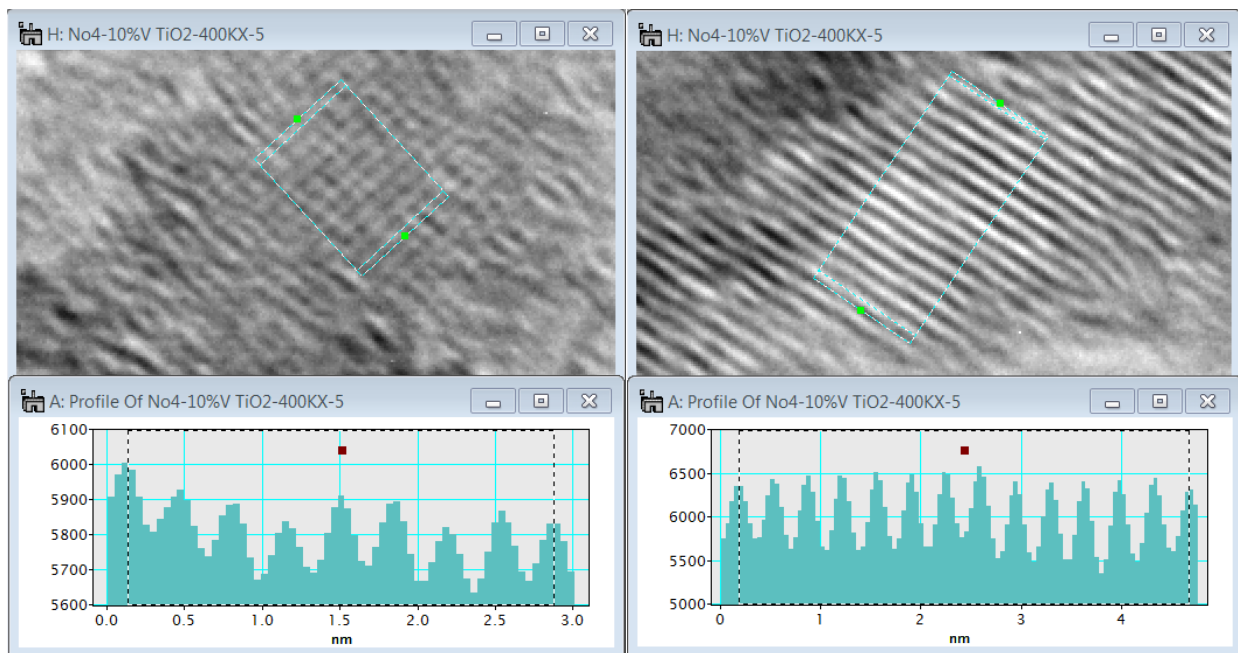 H: No4-10%V TiO2-400KX-5
H: No4-10%V TiO2-400KX-5
A: Profile Of No4-10%V TiO2-400KX-5
6100
6000
5900
5800
5700
5600
0.0 0.5 1.0 1.5 2.0 2.5 3.0
nm
A: Profile Of No4-10%V TiO2-400KX-5
7000
6500
6000
5500
5000
0 1 2 3 4
nm